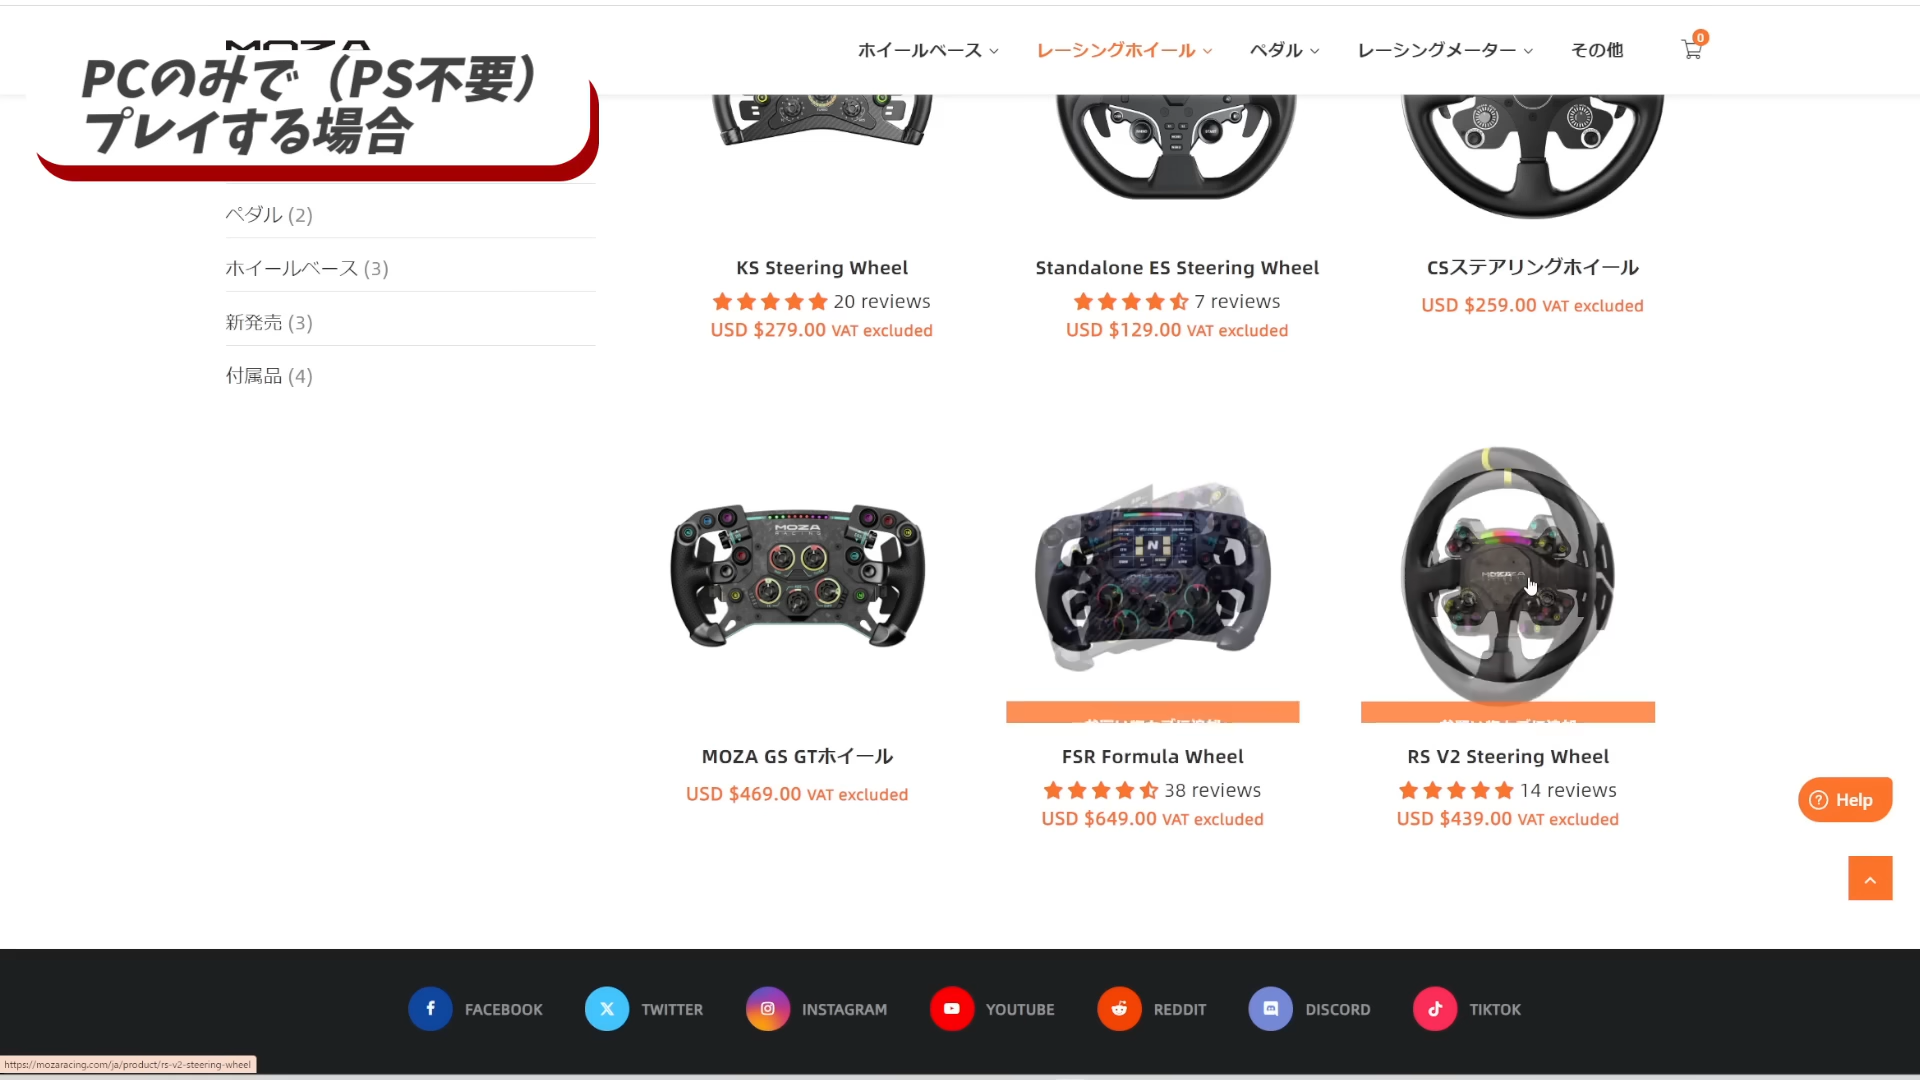 MOZA
PCのみで（PS不要）
プレイする場合
ホイールベース
レーシングホイール
ペダル
レーシングメーター
その他
0
ペダル (2)
ホイールベース (3)
新発売 (3)
付属品 (4)
KS Steering Wheel
20 reviews
USD $279.00 VAT excluded
Standalone ES Steering Wheel
7 reviews
USD $129.00 VAT excluded
CSステアリングホイール
USD $259.00 VAT excluded
MOZA
RACING
N
MOZA GS GTホイール
USD $469.00 VAT excluded
FSR Formula Wheel
38 reviews
USD $649.00 VAT excluded
RS V2 Steering Wheel
14 reviews
USD $439.00 VAT excluded
Help
FACEBOOK
TWITTER
INSTAGRAM
YOUTUBE
REDDIT
DISCORD
TIKTOK
https://mozaracing.com/ja/product/rs-v2-steering-wheel